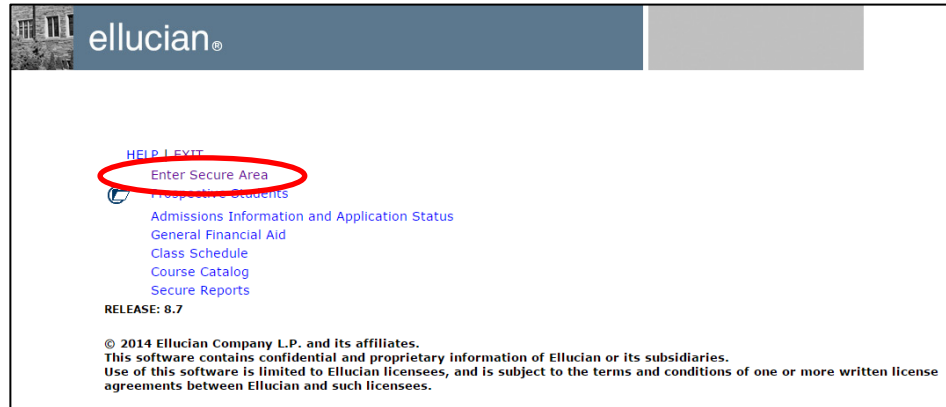 ellucian®
HELP | EXIT
Enter Secure Area
Prospective Students
Admissions Information and Application Status
General Financial Aid
Class Schedule
Course Catalog
Secure Reports
RELEASE: 8.7
© 2014 Ellucian Company L.P. and its affiliates.
This software contains confidential and proprietary information of Ellucian or its subsidiaries.
Use of this software is limited to Ellucian licensees, and is subject to the terms and conditions of one or more written license
agreements between Ellucian and such licensees.